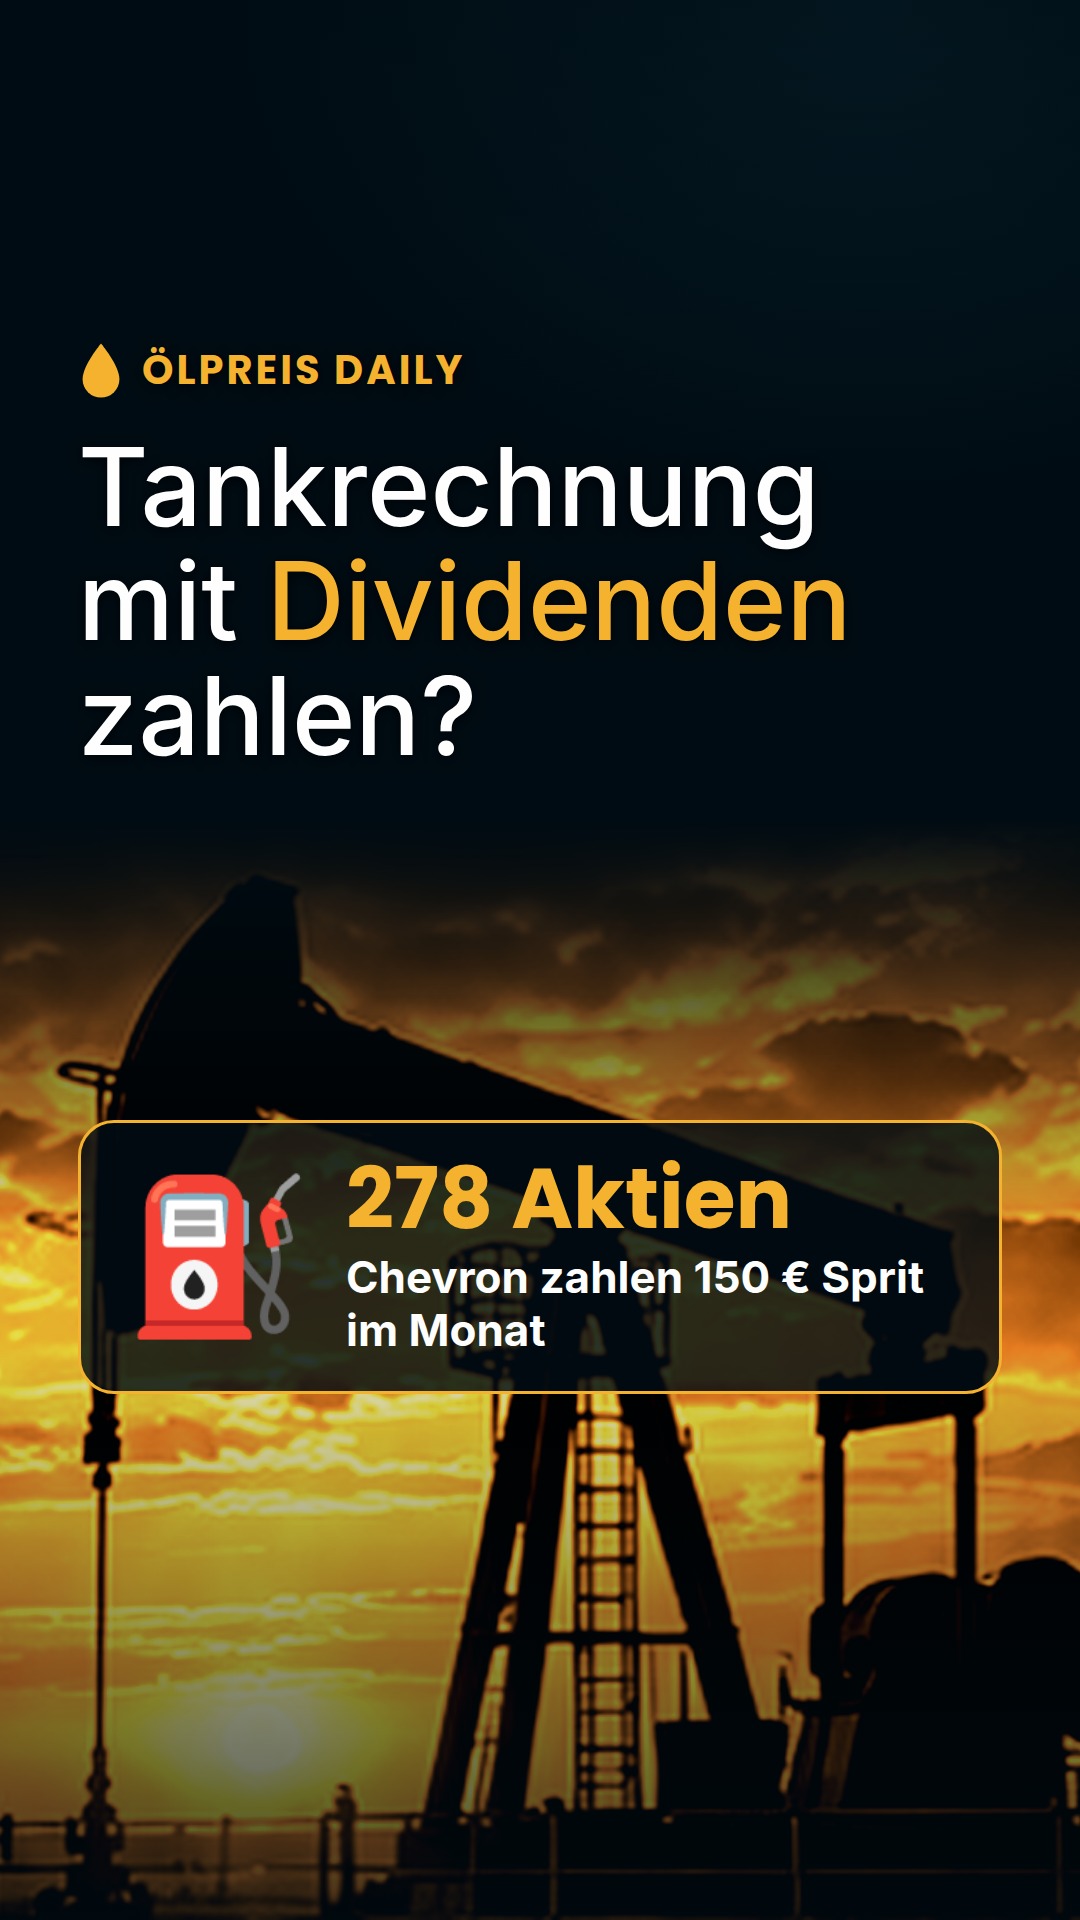 ÖLPREIS DAILY
Tankrechnung
mit Dividenden
zahlen?
278 Aktien
Chevron zahlen 150 € Sprit
im Monat